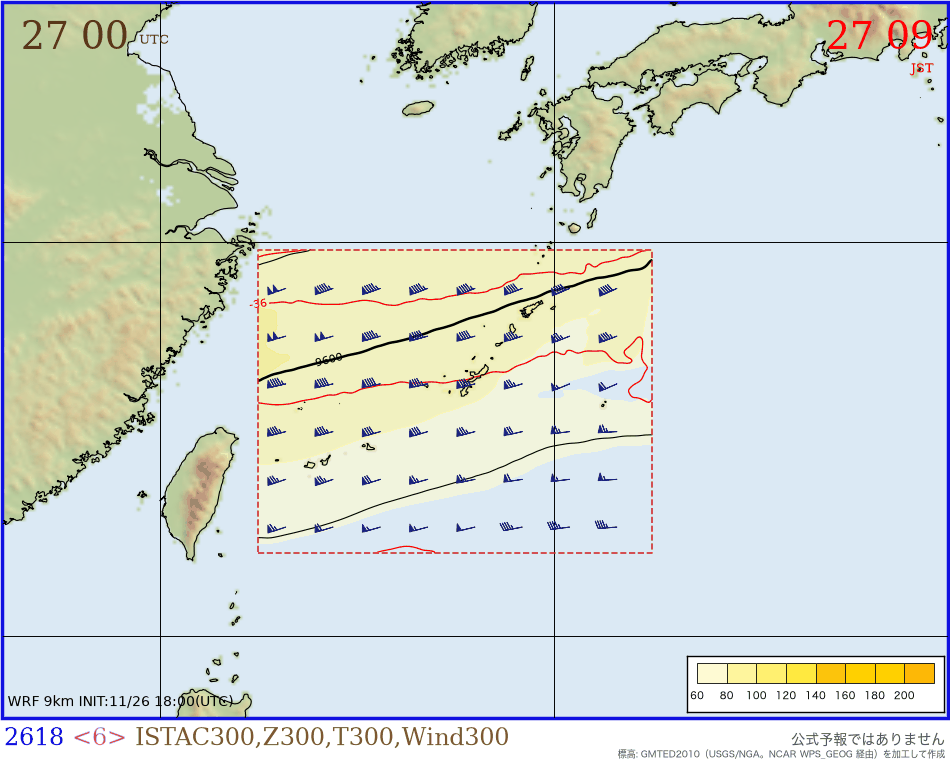 27 00 UTC
27 09
JST
-36
9600
60 80 100 120 140 160 180 200
WRF 9km INIT:11/26 18:00(UTC)
2618 <6> ISTAC300,Z300,T300,Wind300
公式予報ではありません
標高: GMTED2010（USGS/NGA。NCAR WPS_GEOG 経由）を加工して作成